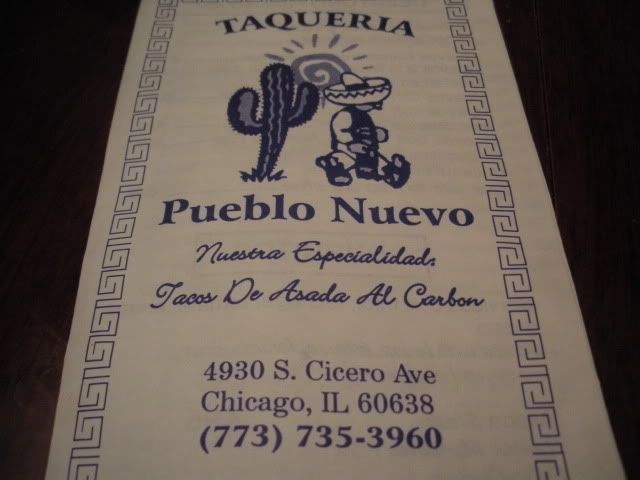 TAQUERIA
Pueblo Nuevo
Nuestra Especialidad:
Tacos De Asada Al Carbon
4930 S. Cicero Ave
Chicago, IL 60638
(773) 735-3960